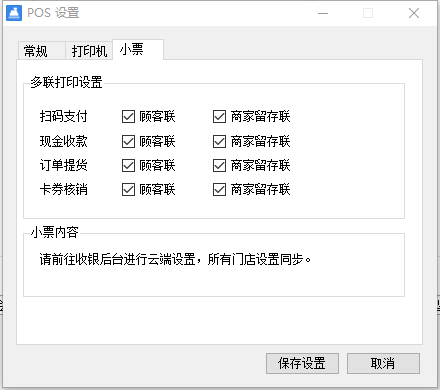 POS 设置
常规 打印机 小票
多联打印设置
扫码支付 顾客联 商家留存联
现金收款 顾客联 商家留存联
订单提货 顾客联 商家留存联
卡券核销 顾客联 商家留存联
小票内容
请前往收银后台进行云端设置，所有门店设置同步。
保存设置 取消